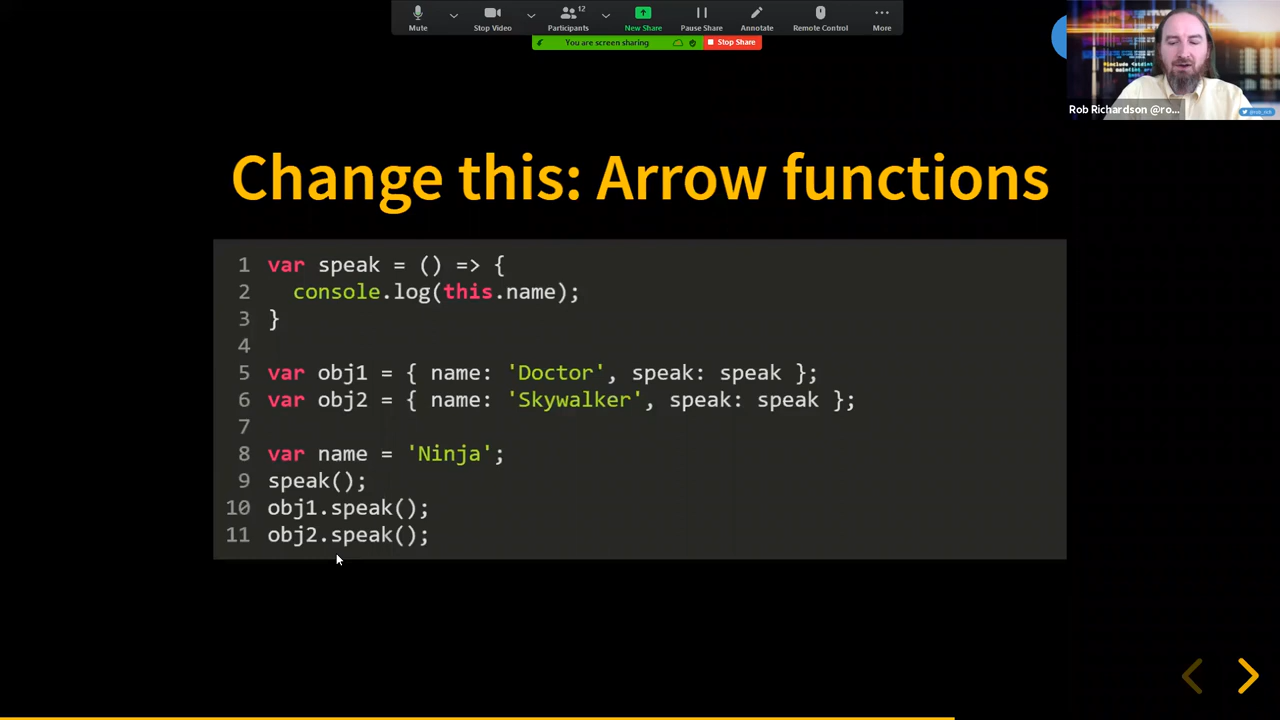 Mute
Stop Video
12
Participants
New Share
Pause Share
Annotate
Remote Control
More
You are screen sharing
Stop Share
Rob Richardson @ro...
Change this: Arrow functions
1 var speak = () => {
2   console.log(this.name);
3 }
4
5 var obj1 = { name: 'Doctor', speak: speak };
6 var obj2 = { name: 'Skywalker', speak: speak };
7
8 var name = 'Ninja';
9 speak();
10 obj1.speak();
11 obj2.speak();